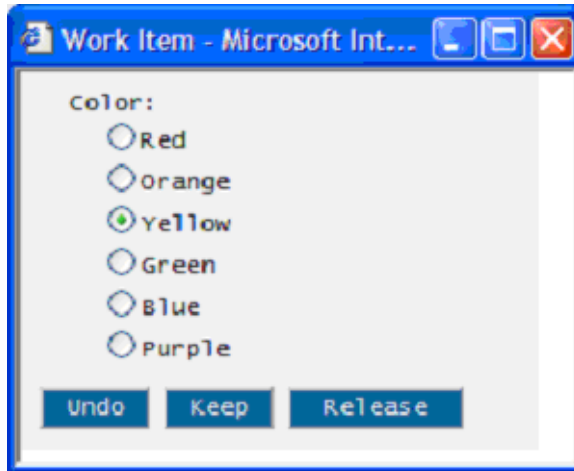 Work Item - Microsoft Int...
Color:
Red
Orange
Yellow
Green
Blue
Purple
Undo Keep Release